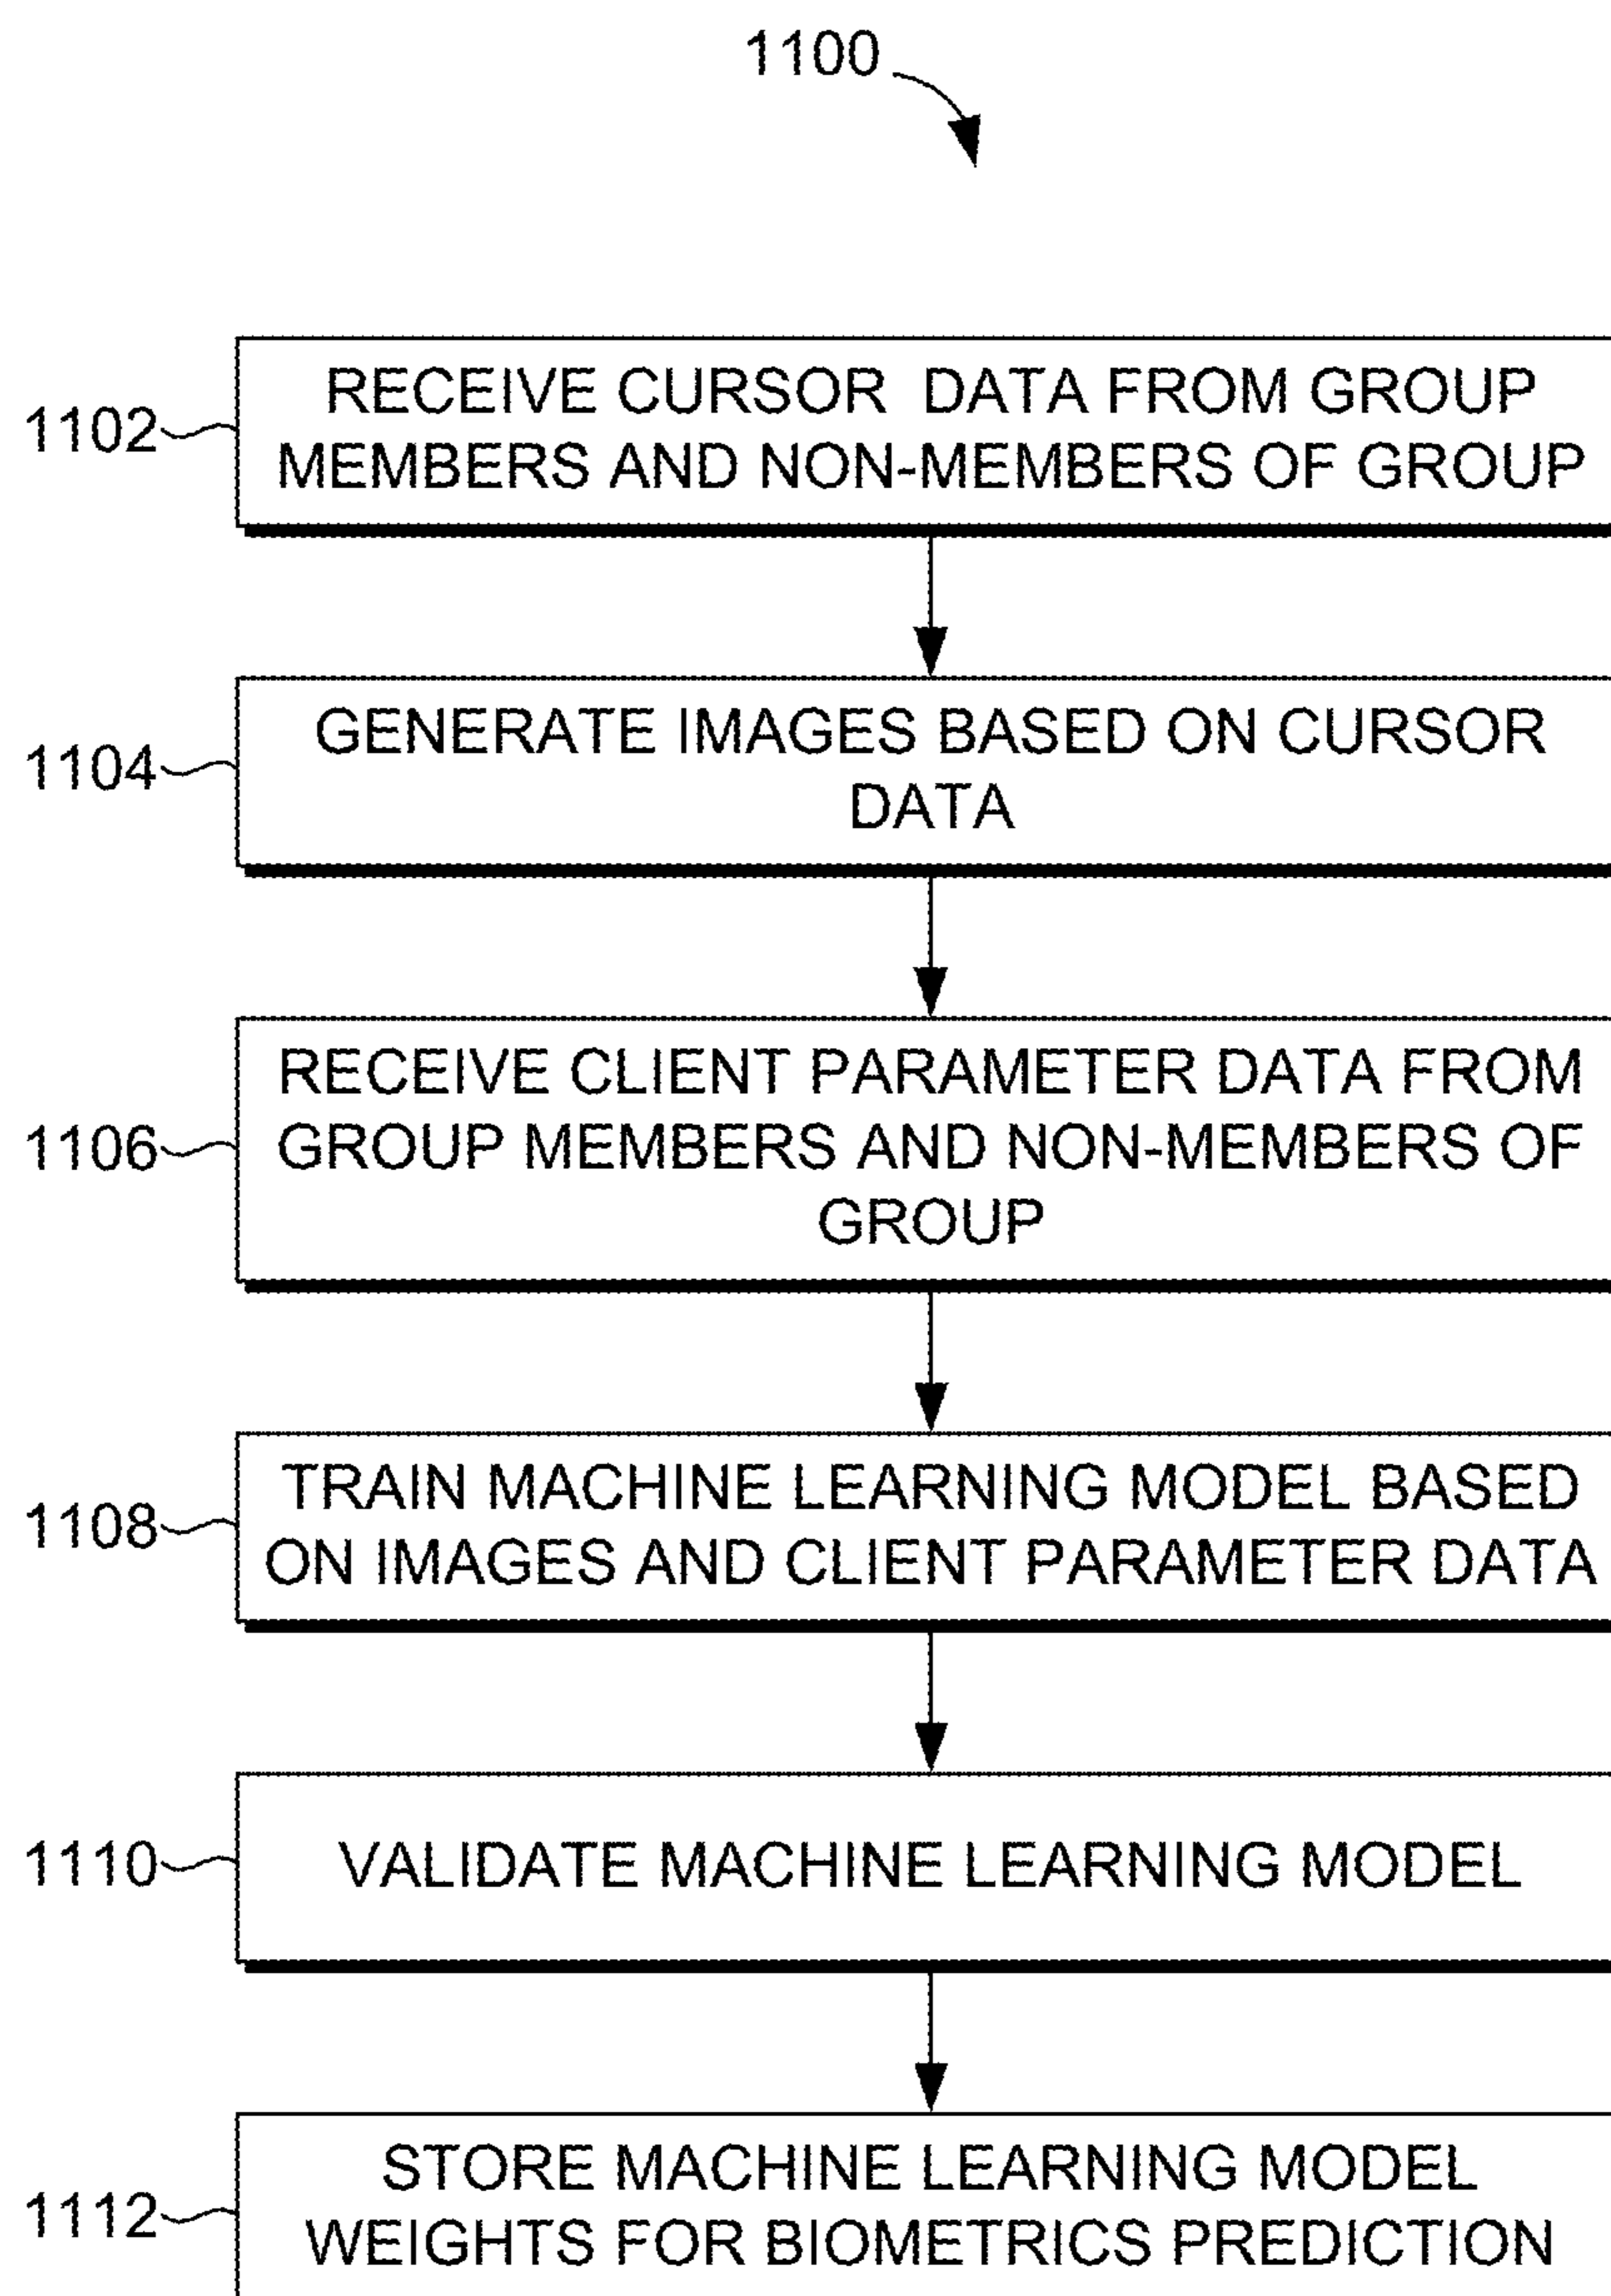 1100
1102
RECEIVE CURSOR DATA FROM GROUP
MEMBERS AND NON-MEMBERS OF GROUP
1104
GENERATE IMAGES BASED ON CURSOR
DATA
1106
RECEIVE CLIENT PARAMETER DATA FROM
GROUP MEMBERS AND NON-MEMBERS OF
GROUP
1108
TRAIN MACHINE LEARNING MODEL BASED
ON IMAGES AND CLIENT PARAMETER DATA
1110
VALIDATE MACHINE LEARNING MODEL
1112
STORE MACHINE LEARNING MODEL
WEIGHTS FOR BIOMETRICS PREDICTION